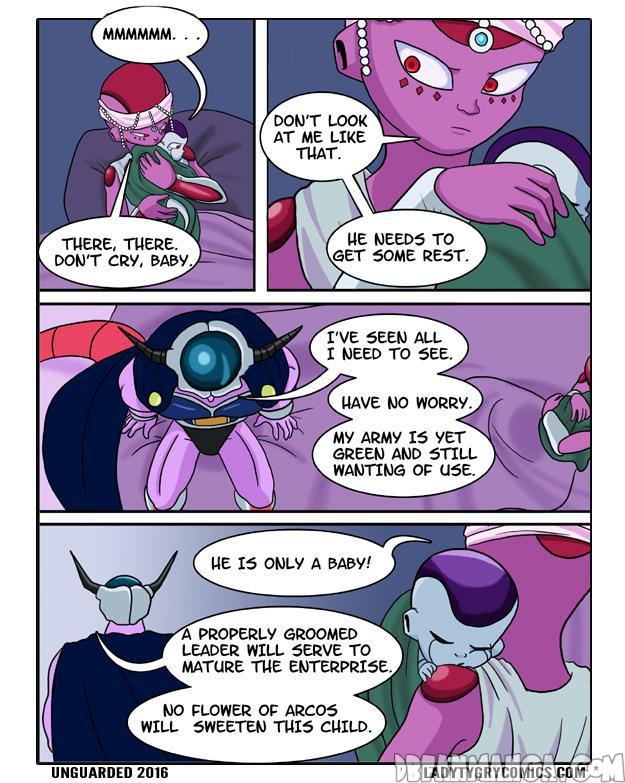 MMMMMM. . .
THERE, THERE.
DON'T CRY, BABY.
DON'T LOOK
AT ME LIKE
THAT.
HE NEEDS TO
GET SOME REST.
I'VE SEEN ALL
I NEED TO SEE.
HAVE NO WORRY.
MY ARMY IS YET
GREEN AND STILL
WANTING OF USE.
HE IS ONLY A BABY!
A PROPERLY GROOMED
LEADER WILL SERVE TO
MATURE THE ENTERPRISE.
NO FLOWER OF ARCOS
WILL SWEETEN THIS CHILD.
UNGUARDED 2016
LADYTYGRYCOMICS.COM